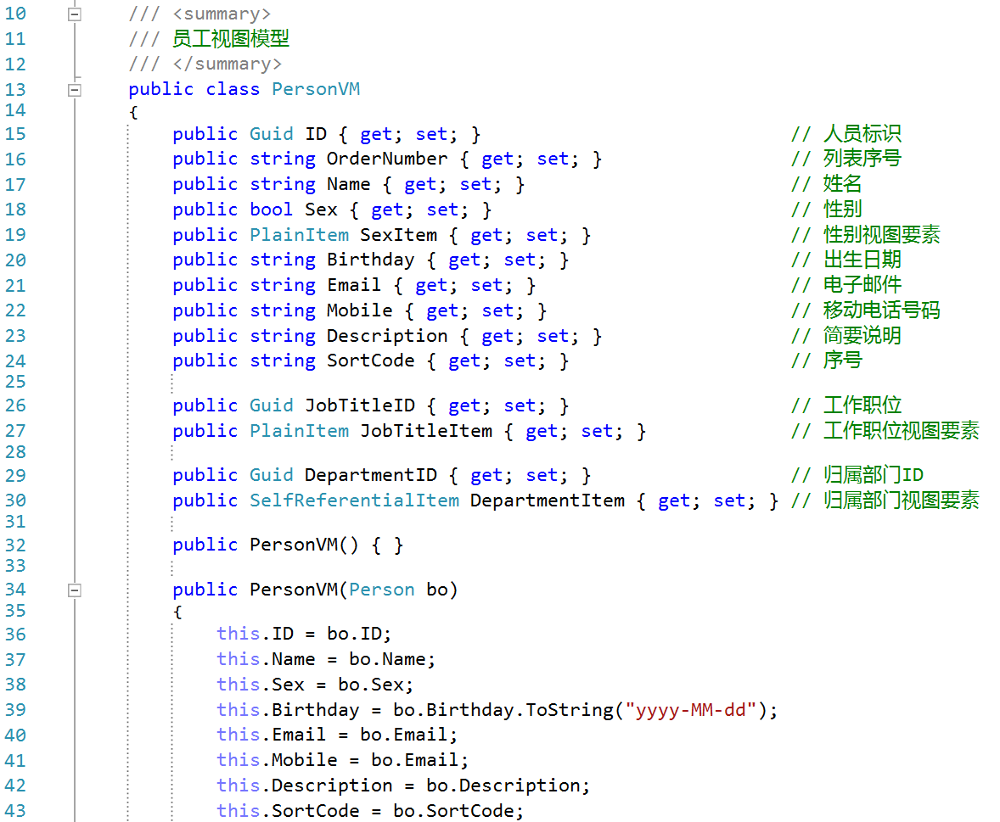 10 /// <summary>
11 /// 员工视图模型
12 /// </summary>
13 public class PersonVM
14 {
15 public Guid ID { get; set; } // 人员标识
16 public string OrderNumber { get; set; } // 列表序号
17 public string Name { get; set; } // 姓名
18 public bool Sex { get; set; } // 性别
19 public PlainItem SexItem { get; set; } // 性别视图要素
20 public string Birthday { get; set; } // 出生日期
21 public string Email { get; set; } // 电子邮件
22 public string Mobile { get; set; } // 移动电话号码
23 public string Description { get; set; } // 简要说明
24 public string SortCode { get; set; } // 序号
25
26 public Guid JobTitleID { get; set; } // 工作职位
27 public PlainItem JobTitleItem { get; set; } // 工作职位视图要素
28
29 public Guid DepartmentID { get; set; } // 归属部门ID
30 public SelfReferentialItem DepartmentItem { get; set; } // 归属部门视图要素
31
32 public PersonVM() { }
33
34 public PersonVM(Person bo)
35 {
36 this.ID = bo.ID;
37 this.Name = bo.Name;
38 this.Sex = bo.Sex;
39 this.Birthday = bo.Birthday.ToString("yyyy-MM-dd");
40 this.Email = bo.Email;
41 this.Mobile = bo.Email;
42 this.Description = bo.Description;
43 this.SortCode = bo.SortCode;